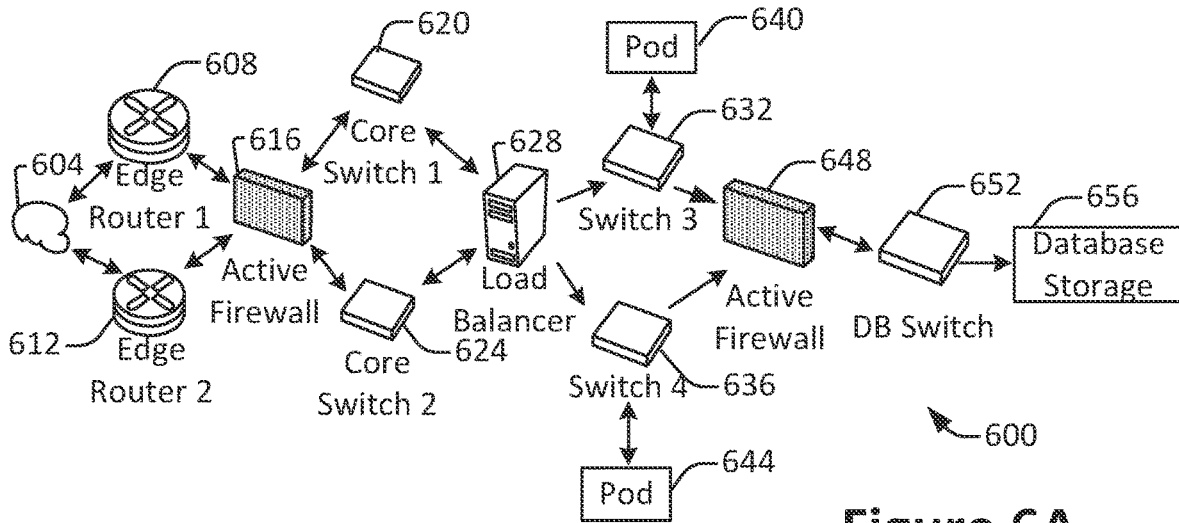 620
Pod
640
608
632
616
Core
Switch 1
628
648
604
Edge
Router 1
652
656
Switch 3
Database
Storage
Active
Firewall
Load
Balancer
Active
Firewall
DB Switch
612
Edge
Router 2
624
Core
Switch 2
Switch 4
636
600
Pod
644
Figure 6A